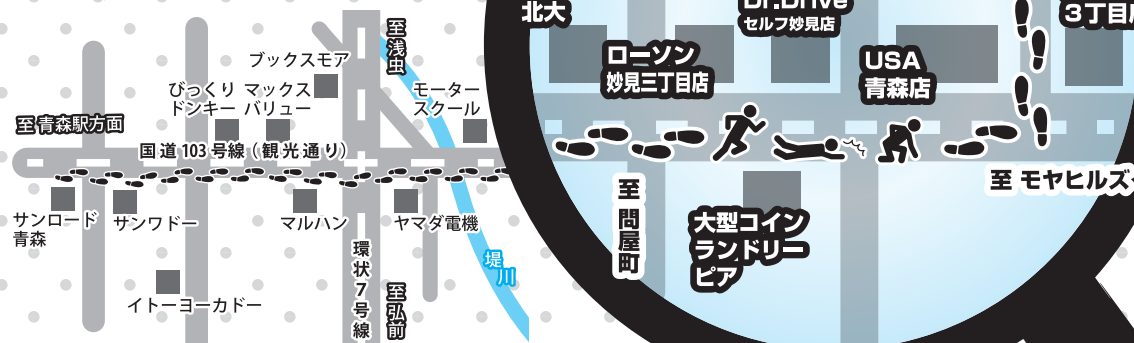 至浅虫
ブックスモア
びっくり
ドンキー
マックス
バリュー
モーター
スクール
至青森駅方面
国道103号線（観光通り）
サンロード
青森
サンワドー
マルハン
ヤマダ電機
イトーヨーカドー
環状7号線
至弘前
堤川
北大
Dr.Drive
セルフ妙見店
3丁目
ローソン
妙見三丁目店
USA
青森店
至 モヤヒルズ
至 問屋町
大型コイン
ランドリー
ピア